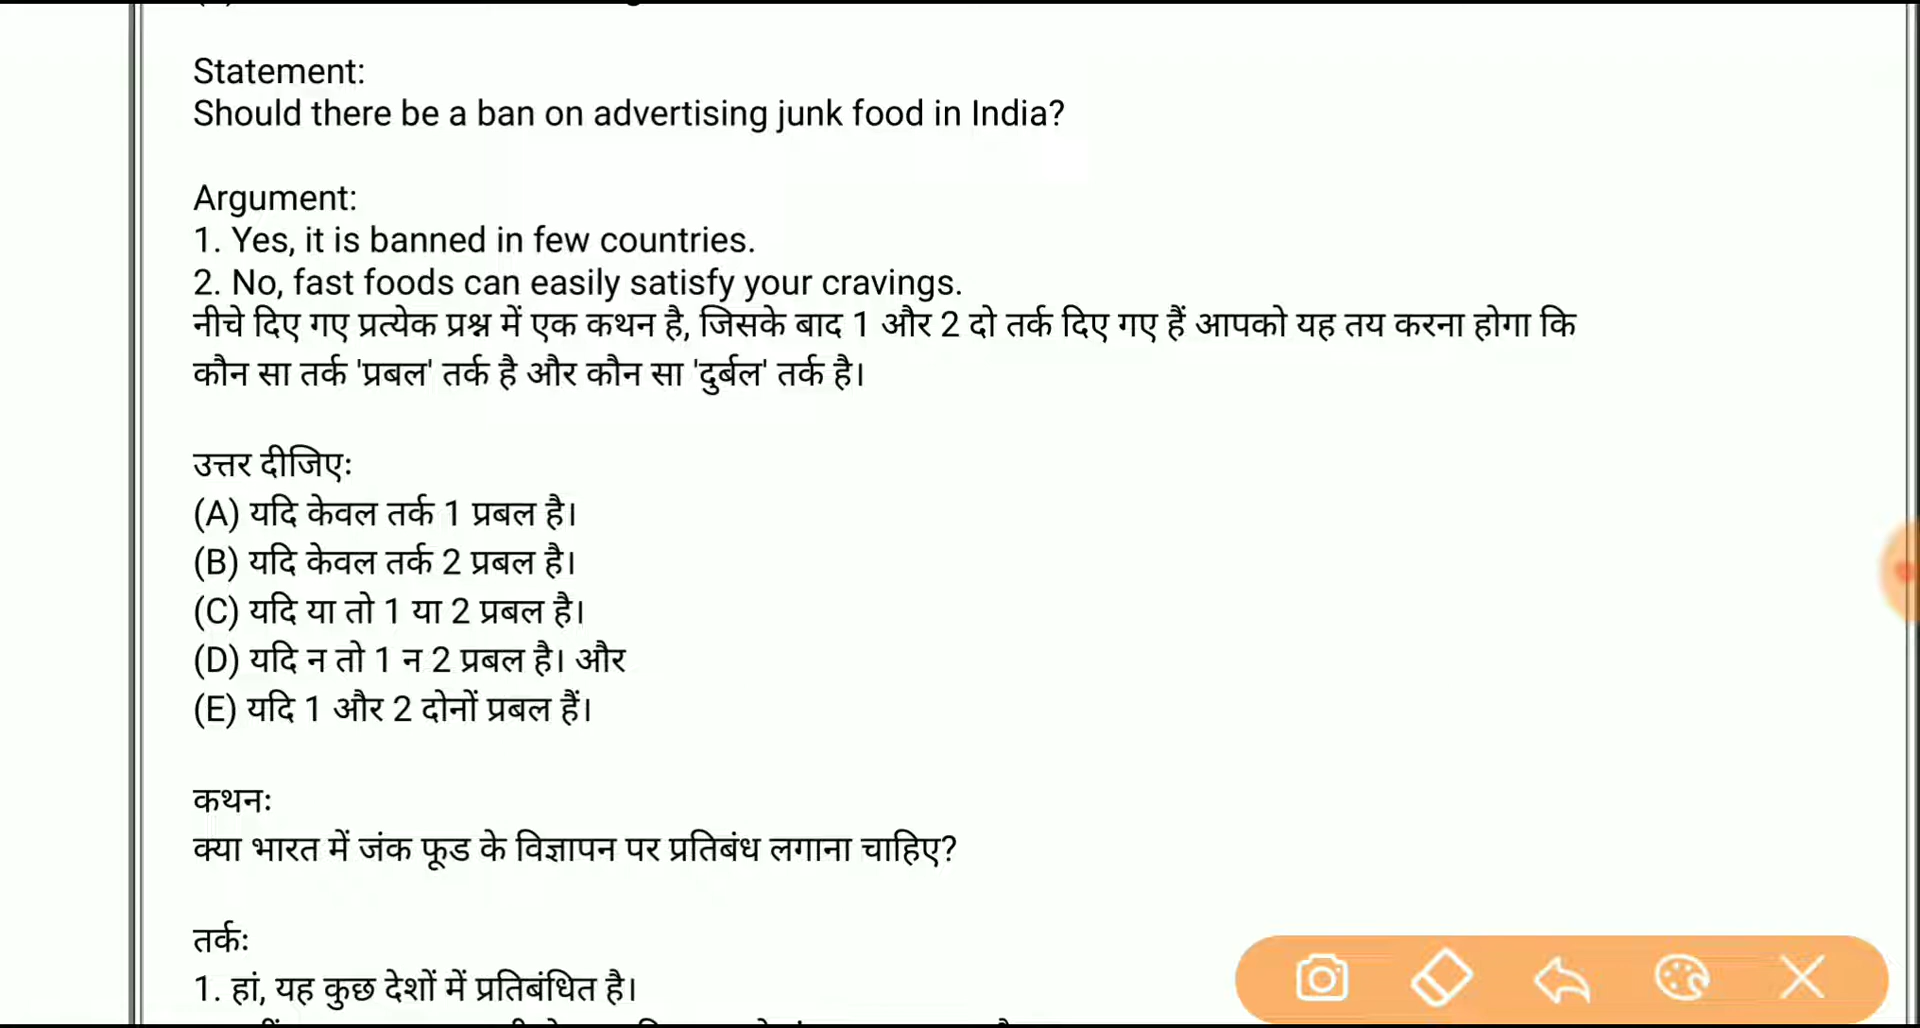 Statement:
Should there be a ban on advertising junk food in India?
Argument:
1. Yes, it is banned in few countries.
2. No, fast foods can easily satisfy your cravings.
नीचे दिए गए प्रत्येक प्रश्न में एक कथन है, जिसके बाद 1 और 2 दो तर्क दिए गए हैं आपको यह तय करना होगा कि
कौन सा तर्क 'प्रबल' तर्क है और कौन सा 'दुर्बल' तर्क है।
उत्तर दीजिए:
(A) यदि केवल तर्क 1 प्रबल है।
(B) यदि केवल तर्क 2 प्रबल है।
(C) यदि या तो 1 या 2 प्रबल है।
(D) यदि न तो 1 न 2 प्रबल है। और
(E) यदि 1 और 2 दोनों प्रबल हैं।
कथन:
क्या भारत में जंक फूड के विज्ञापन पर प्रतिबंध लगाना चाहिए?
तर्क:
1. हां, यह कुछ देशों में प्रतिबंधित है।